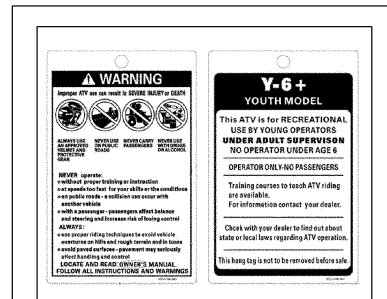 WARNING
Improper ATV use can result in SEVERE INJURY or DEATH
ALWAYS USE
AN APPROVED
HELMET AND
PROTECTIVE
GEAR
NEVER USE
ON PUBLIC
ROADS
NEVER CARRY
PASSENGERS
NEVER USE
WITH DRUGS
OR ALCOHOL
NEVER operate:
without proper training or instruction
at speeds too fast for your skills or the conditions
on public roads - a collision can occur with
another vehicle
with a passenger - passengers affect balance
and steering and increase risk of losing control
ALWAYS:
use proper riding techniques to avoid vehicle
overturns on hills and rough terrain and in turns
avoid paved surfaces - pavement may seriously
affect handling and control
LOCATE AND READ OWNER'S MANUAL.
FOLLOW ALL INSTRUCTIONS AND WARNINGS
Y-6+
YOUTH MODEL
This ATV is for RECREATIONAL
USE BY YOUNG OPERATORS
UNDER ADULT SUPERVISION
NO OPERATOR UNDER AGE 6
OPERATOR ONLY-NO PASSENGERS
Training courses to teach ATV riding
are available.
For information contact your dealer.
Check with your dealer to find out about
state or local laws regarding ATV operation.
This hang tag is not to be removed before sale.